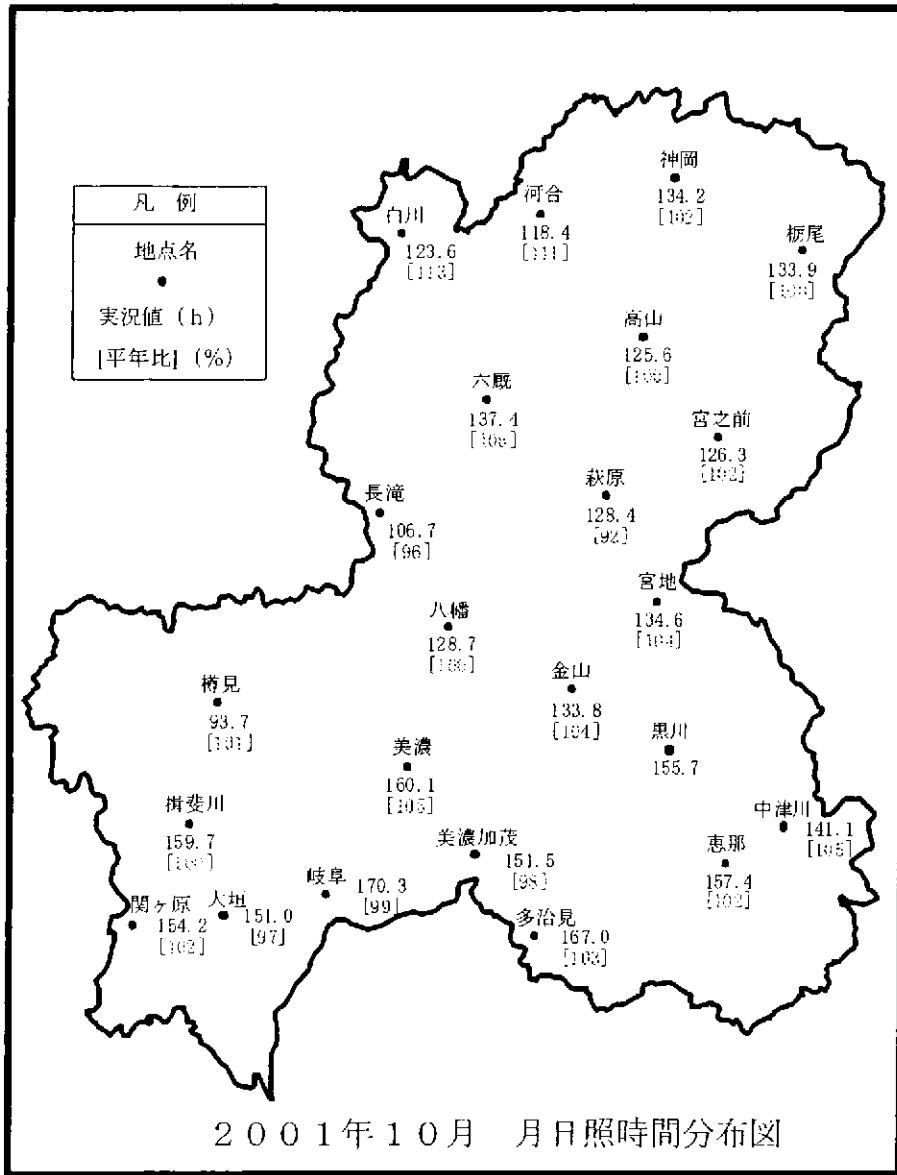 凡 例
地点名
実況値 (h)
[平年比] (%)
神岡
134.2
[102]
河合
118.4
[111]
白川
123.6
[113]
栃尾
133.9
高山
125.6
六厩
137.4
宮之前
126.3
[102]
萩原
128.4
[92]
長滝
106.7
[96]
宮地
134.6
[104]
八幡
128.7
金山
133.8
[104]
樽見
93.7
[101]
黒川
155.7
美濃
160.1
[105]
揖斐川
159.7
中津川
141.1
[105]
美濃加茂
151.5
[98]
恵那
157.4
[102]
岐阜
170.3
[99]
大垣
151.0
[97]
関ヶ原
154.2
[102]
多治見
167.0
[103]
2001年10月 月日照時間分布図